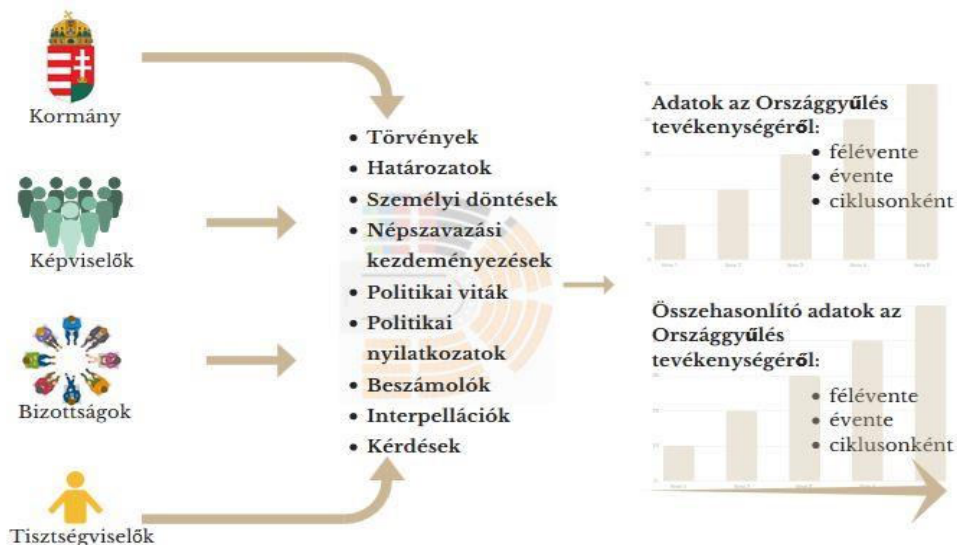 Kormány
Képviselők
Bizottságok
Tisztségviselők
• Törvények
• Határozatok
• Személyi döntések
• Népszavazási
kezdeményezések
• Politikai viták
• Politikai
nyilatkozatok
• Beszámolók
• Interpellációk
• Kérdések
Adatok az Országgyűlés
tevékenységéről:
• félévente
• évente
• ciklusonként
Összehasonlító adatok az
Országgyűlés
tevékenységéről:
• félévente
• évente
• ciklusonként